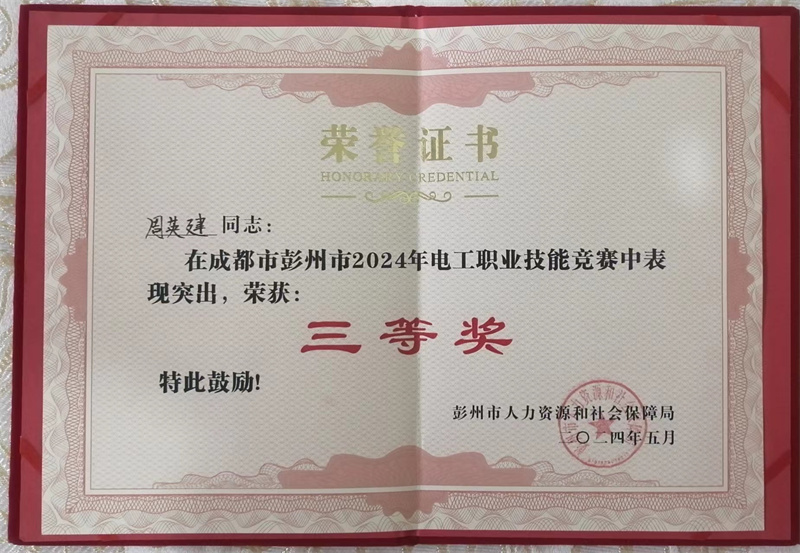 荣誉证书
HONORARY CREDENTIAL
周英建 同志：
在成都市彭州市2024年电工职业技能竞赛中表
现突出，荣获：
三等奖
特此鼓励!
彭州市人力资源和社会保障局
二〇二四年五月